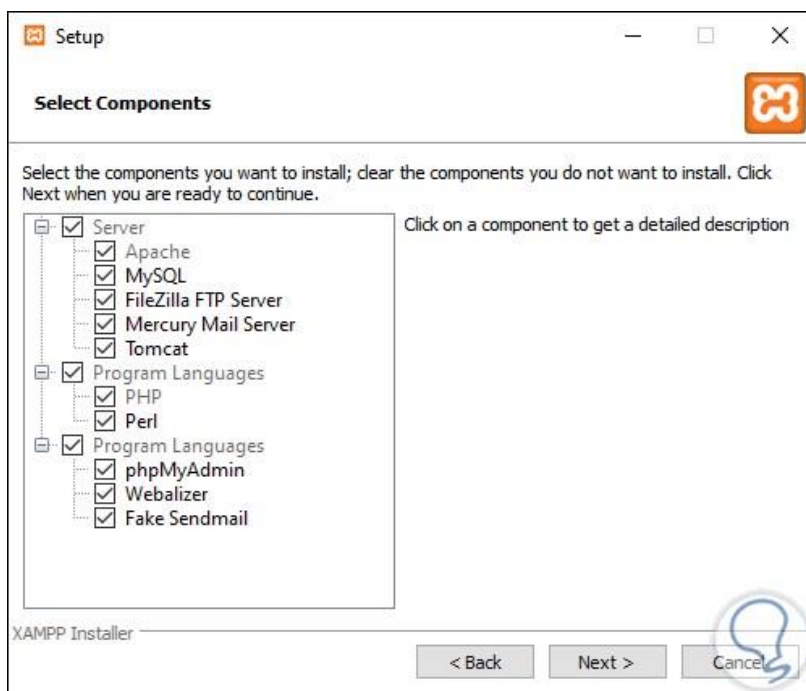 Setup
Select Components
Select the components you want to install; clear the components you do not want to install. Click
Next when you are ready to continue.
Server
Apache
MySQL
FileZilla FTP Server
Mercury Mail Server
Tomcat
Program Languages
PHP
Perl
Program Languages
phpMyAdmin
Webalizer
Fake Sendmail
Click on a component to get a detailed description
XAMPP Installer
< Back
Next >
Cancel